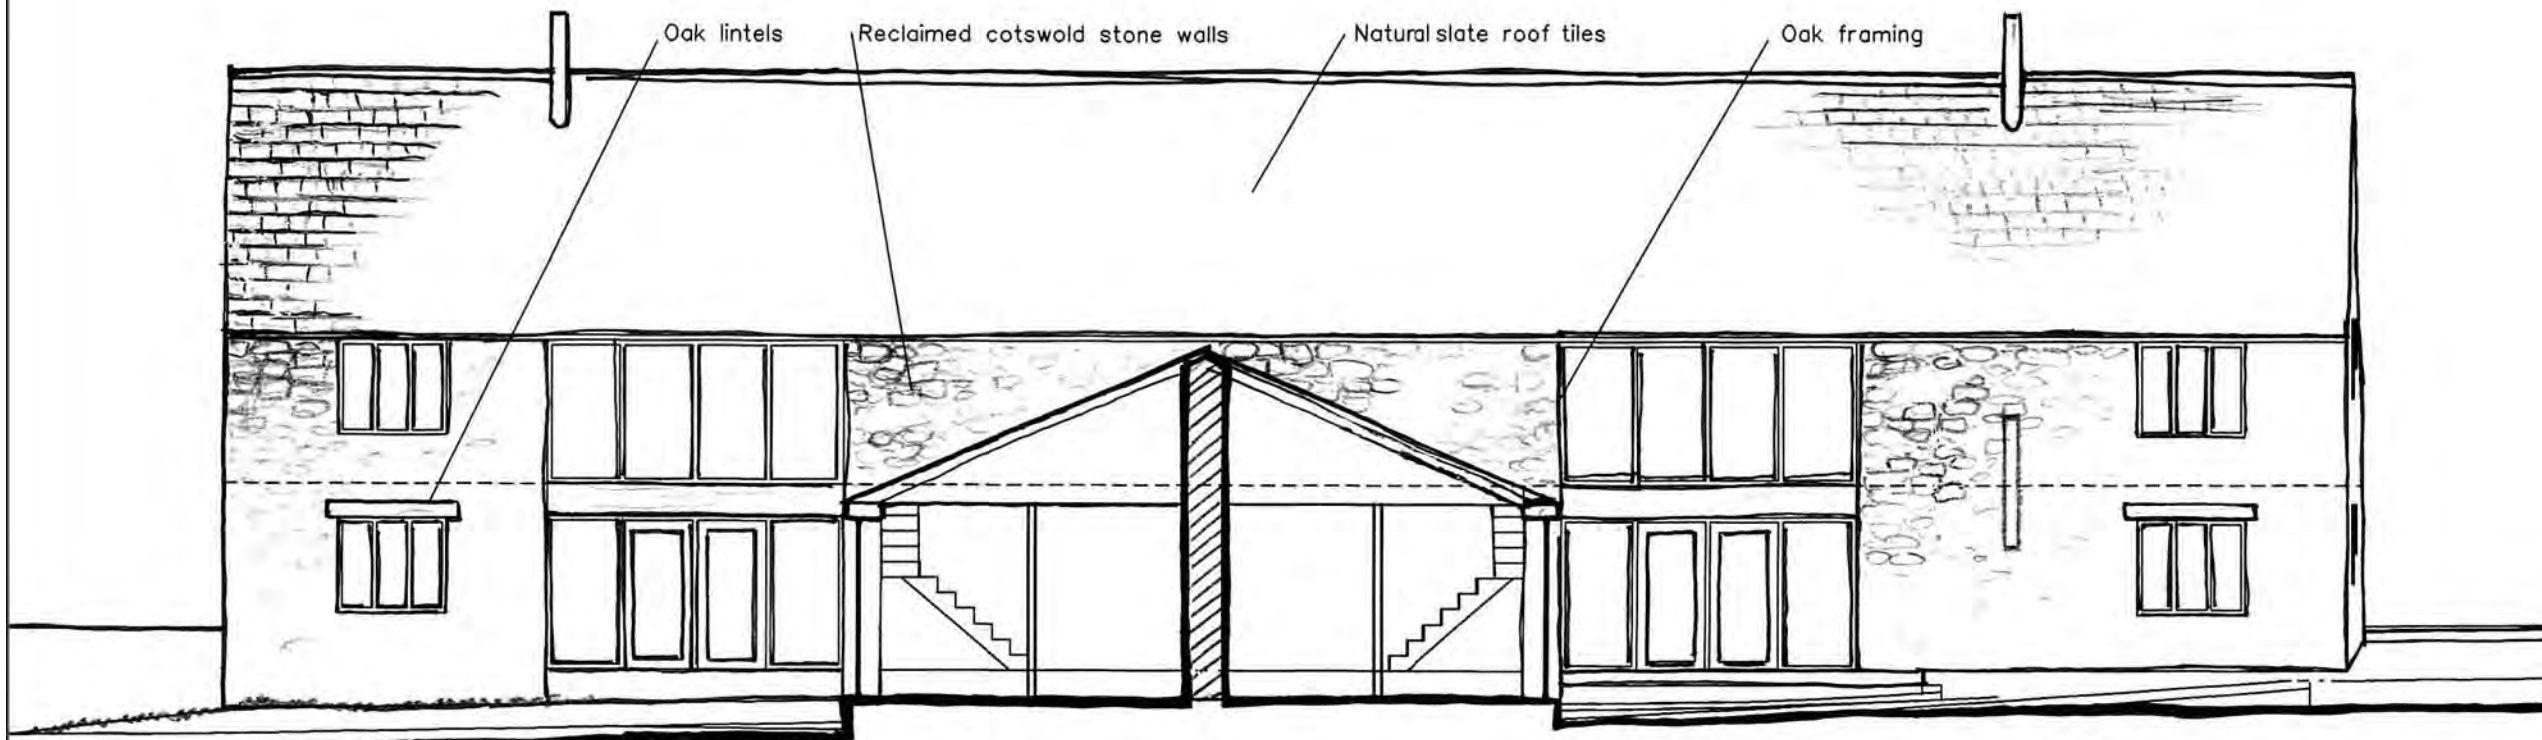 Oak lintels
Reclaimed cotswold stone walls
Natural slate roof tiles
Oak framing